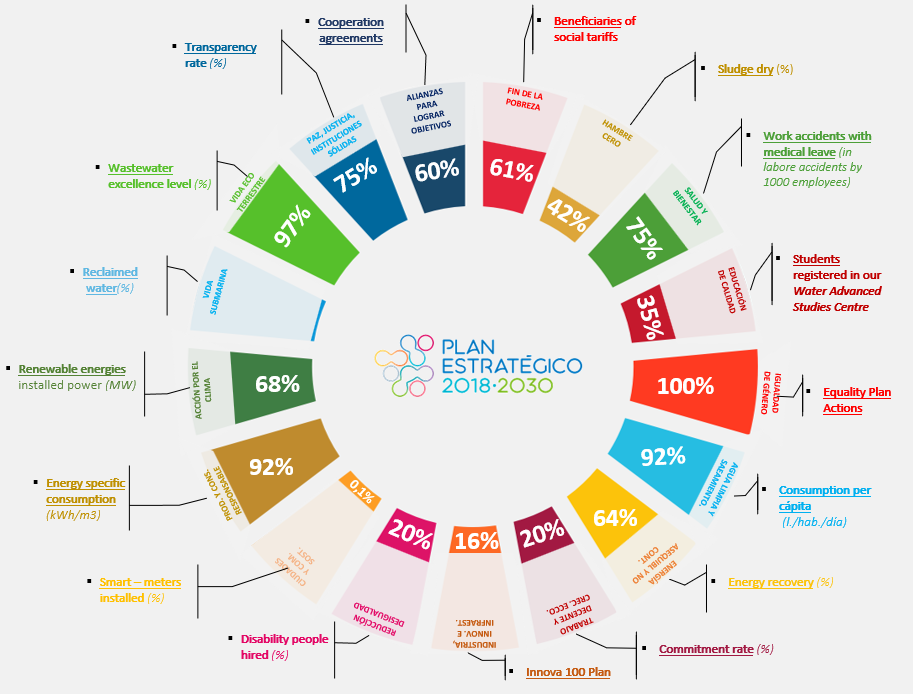 ▪ Cooperation
agreements
▪ Beneficiaries of
social tariffs
▪ Transparency
rate (%)
▪ Sludge dry (%)
▪ Work accidents with
medical leave (in
labore accidents by
1000 employees)
▪ Wastewater
excellence level (%)
▪ Students
registered in our
Water Advanced
Studies Centre
▪ Reclaimed
water(%)
▪ Renewable energies
installed power (MW)
▪ Equality Plan
Actions
▪ Energy specific
consumption
(kWh/m3)
▪ Consumption per
cápita
(l./hab./día)
▪ Smart – meters
installed (%)
▪ Energy recovery (%)
▪ Disability people
hired (%)
▪ Commitment rate (%)
▪ Innova 100 Plan
FIN DE LA
POBREZA
61%
HAMBRE
CERO
42%
SALUD Y
BIENESTAR
75%
EDUCACIÓN
DE CALIDAD
35%
IGUALDAD
DE GÉNERO
100%
AGUA LIMPIA Y
SAEAMIENTO.
92%
ENERGÍA
ASEQUIBL Y NO
CONT.
64%
TRABAJO
DECENTE Y
CREC. ECCO.
20%
INDUSTRIA,
INNOV. E
INFRAEST.
16%
REDUCCIÓN
DESIGUALDAD
20%
CIUDADES
Y COM.
SOST.
0,1%
PROD. Y CONS.
RESPONSABLE
92%
ACCIÓN POR EL
CLIMA
68%
VIDA
SUBMARINA
VIDA ECO
TERRESTRE
97%
PAZ, JUSTICIA,
INSTITUCIONES
SÓLIDAS
75%
ALIANZAS
PARA
LOGRAR
OBJETIVOS
60%
PLAN
ESTRATÉGICO
2018·2030